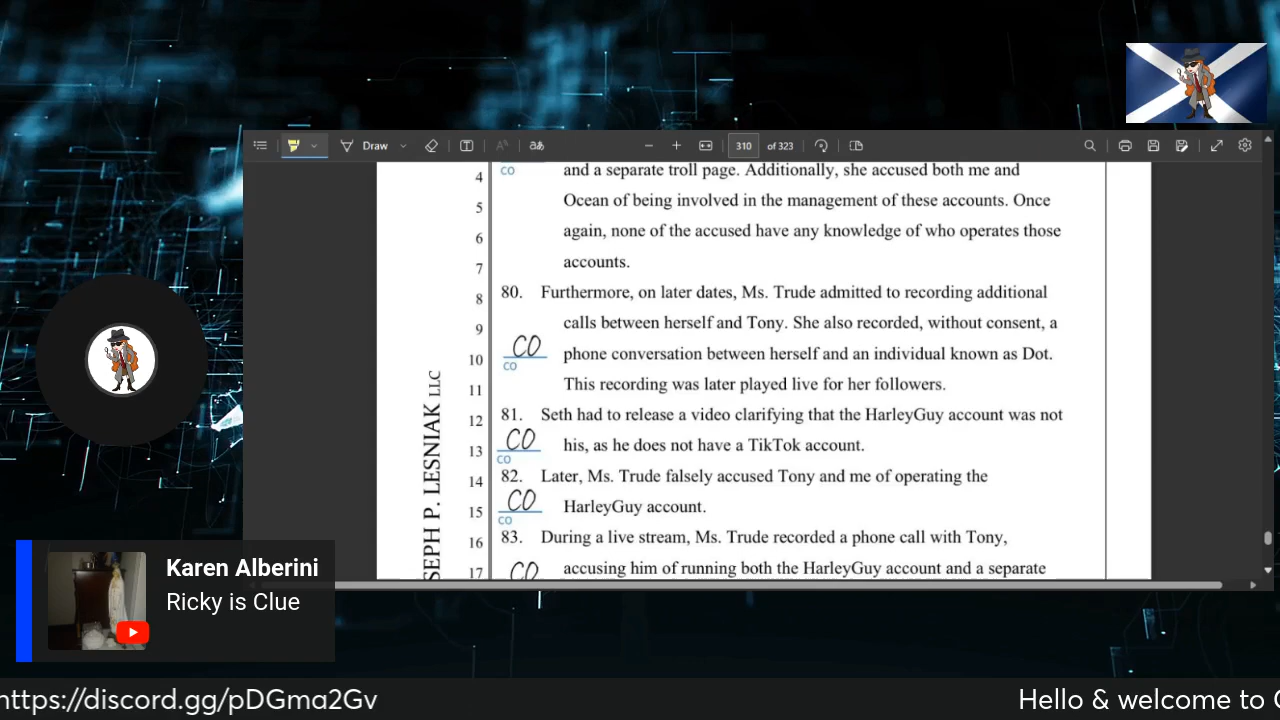 Draw
310 of 323
4 CO and a separate troll page. Additionally, she accused both me and
5 Ocean of being involved in the management of these accounts. Once
6 again, none of the accused have any knowledge of who operates those
7 accounts.
8 80. Furthermore, on later dates, Ms. Trude admitted to recording additional
9 calls between herself and Tony. She also recorded, without consent, a
10 CO phone conversation between herself and an individual known as Dot.
CO
11 This recording was later played live for her followers.
12 81. Seth had to release a video clarifying that the HarleyGuy account was not
13 CO his, as he does not have a TikTok account.
CO
14 82. Later, Ms. Trude falsely accused Tony and me of operating the
15 CO HarleyGuy account.
CO
16 83. During a live stream, Ms. Trude recorded a phone call with Tony,
17 CO accusing him of running both the HarleyGuy account and a separate
SEPH P. LESNIAK LLC
Karen Alberini
Ricky is Clue
https://discord.gg/pDGma2Gv
Hello & welcome to